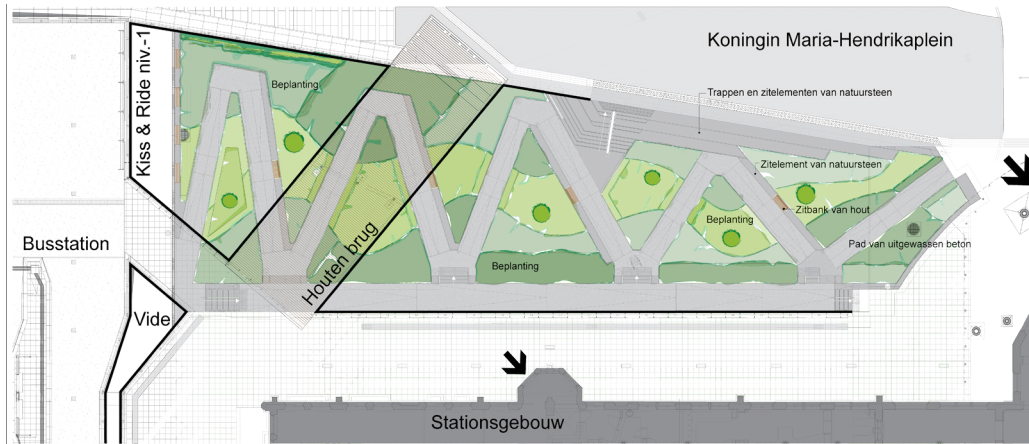 Koningin Maria-Hendrikaplein
Kiss & Ride niv.-1
Beplanting
Trappen en zitelementen van natuursteen
Zitelement van natuursteen
Zitbank van hout
Beplanting
Pad van uitgewassen beton
Busstation
Houten brug
Beplanting
Vide
Stationsgebouw